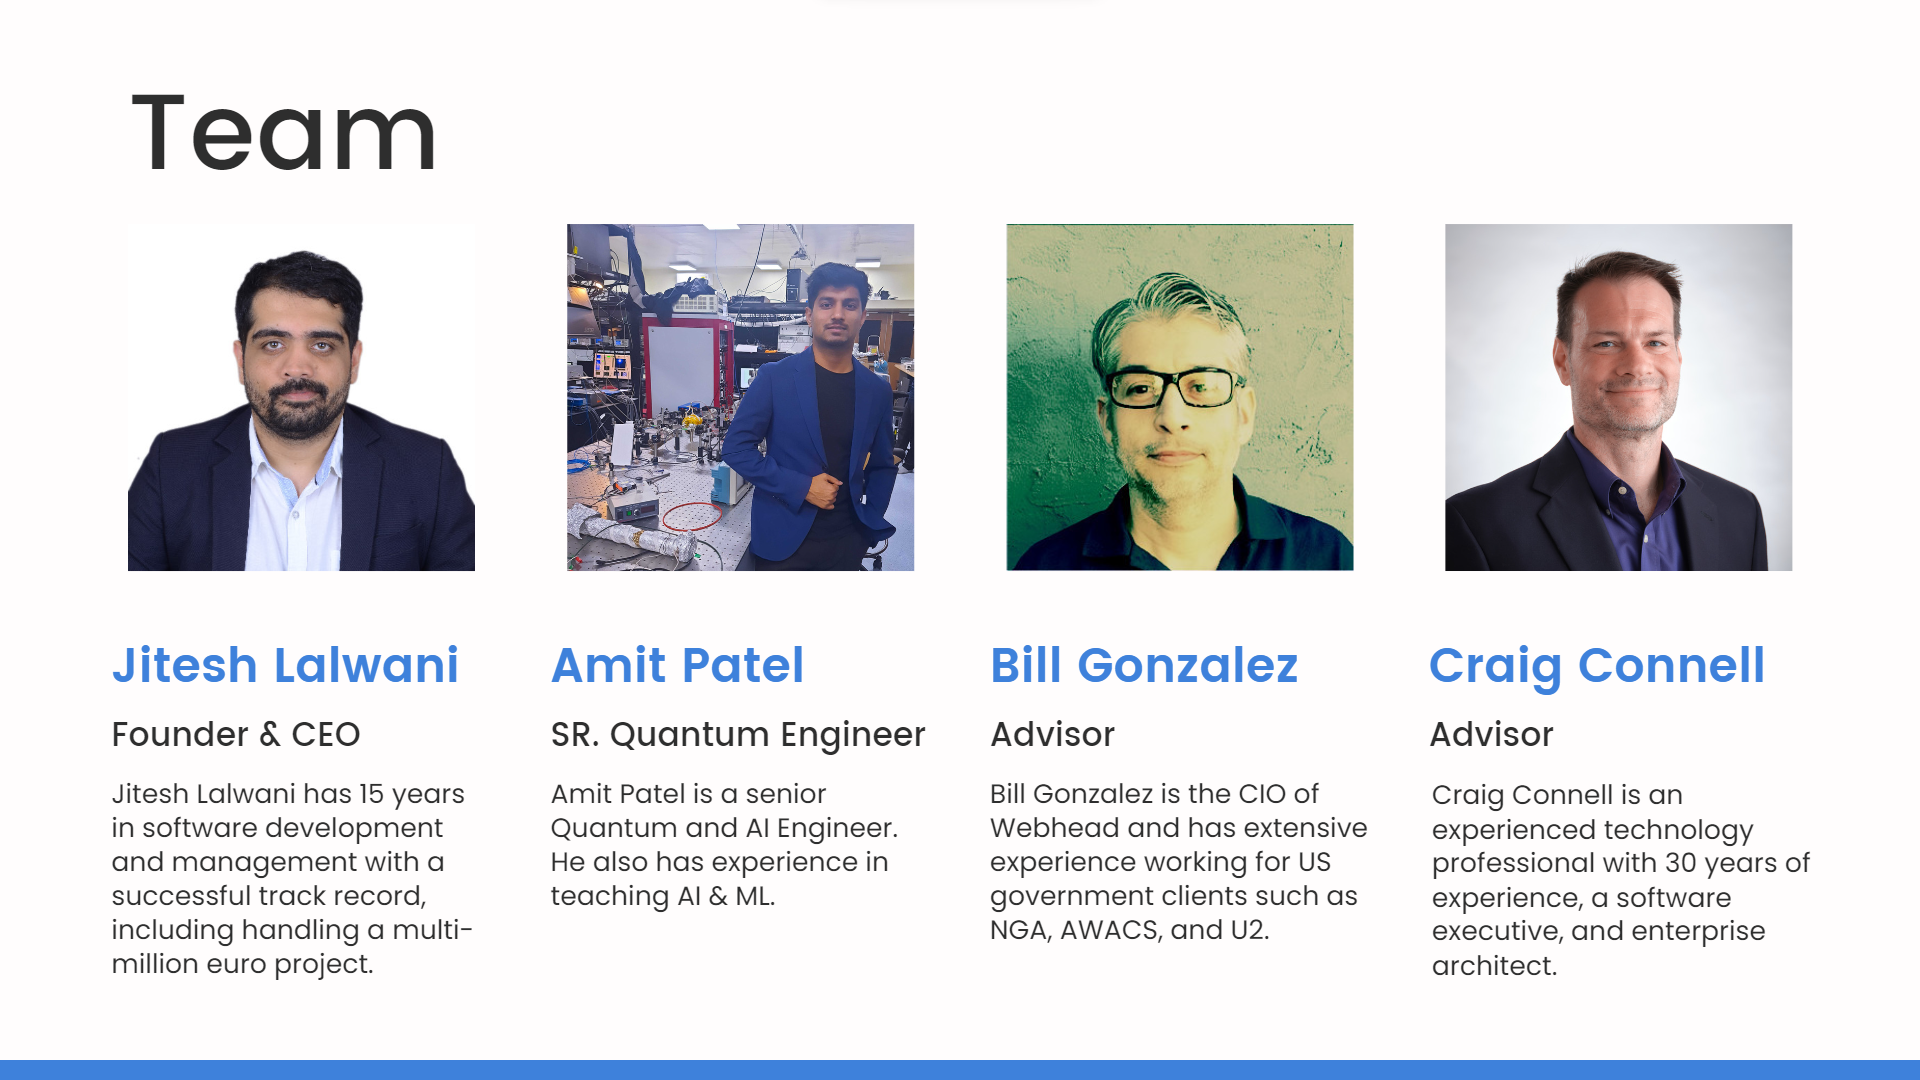 Team
Jitesh Lalwani
Founder & CEO
Jitesh Lalwani has 15 years
in software development
and management with a
successful track record,
including handling a multi-
million euro project.
Amit Patel
SR. Quantum Engineer
Amit Patel is a senior
Quantum and AI Engineer.
He also has experience in
teaching AI & ML.
Bill Gonzalez
Advisor
Bill Gonzalez is the CIO of
Webhead and has extensive
experience working for US
government clients such as
NGA, AWACS, and U2.
Craig Connell
Advisor
Craig Connell is an
experienced technology
professional with 30 years of
experience, a software
executive, and enterprise
architect.